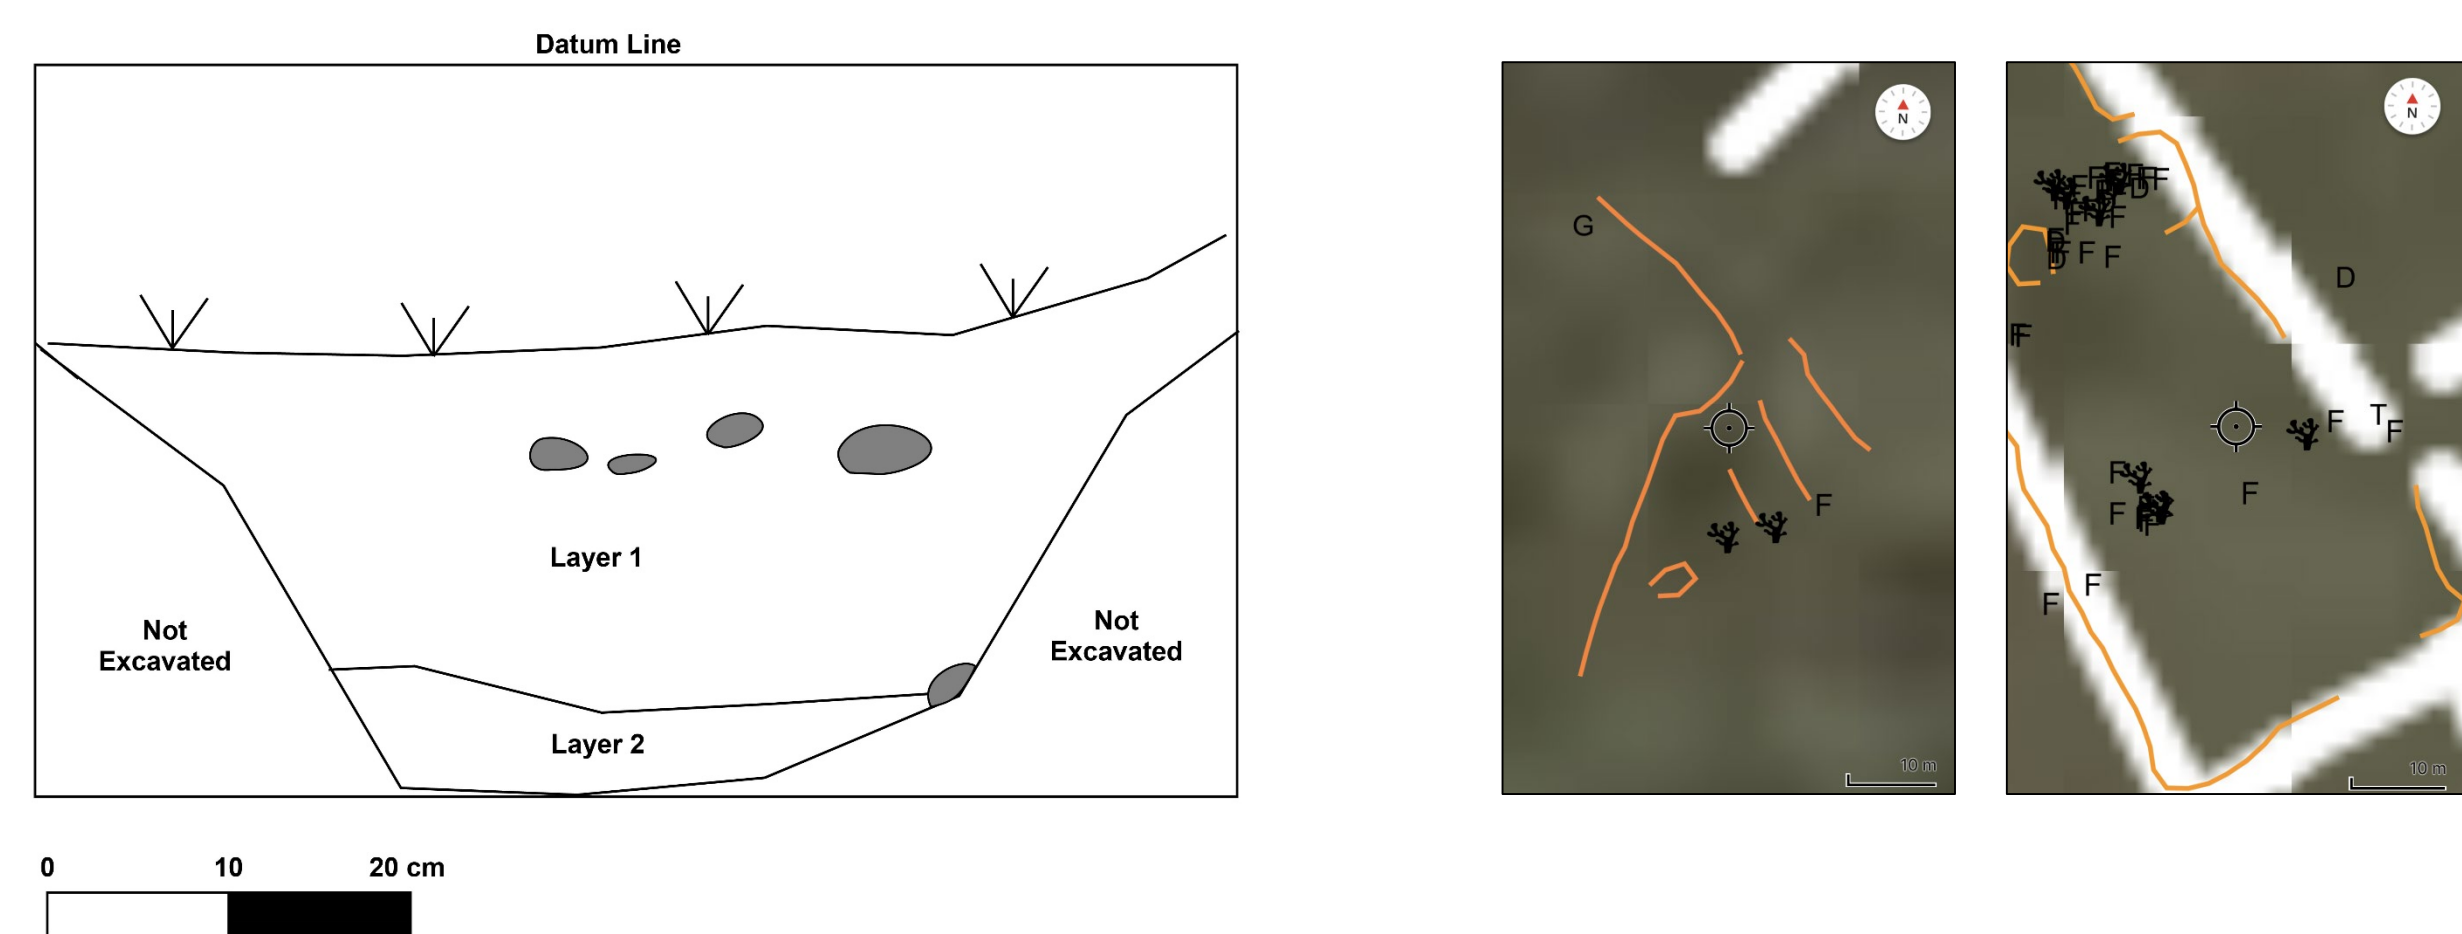 Datum Line
Layer 1
Not
Excavated
Not
Excavated
Layer 2
0 10 20 cm
N
G
F
10 m
N
F F F F
D
F
F
F
D
D
F F
D
F
F T
F
F
F
F
F
F
F
10 m